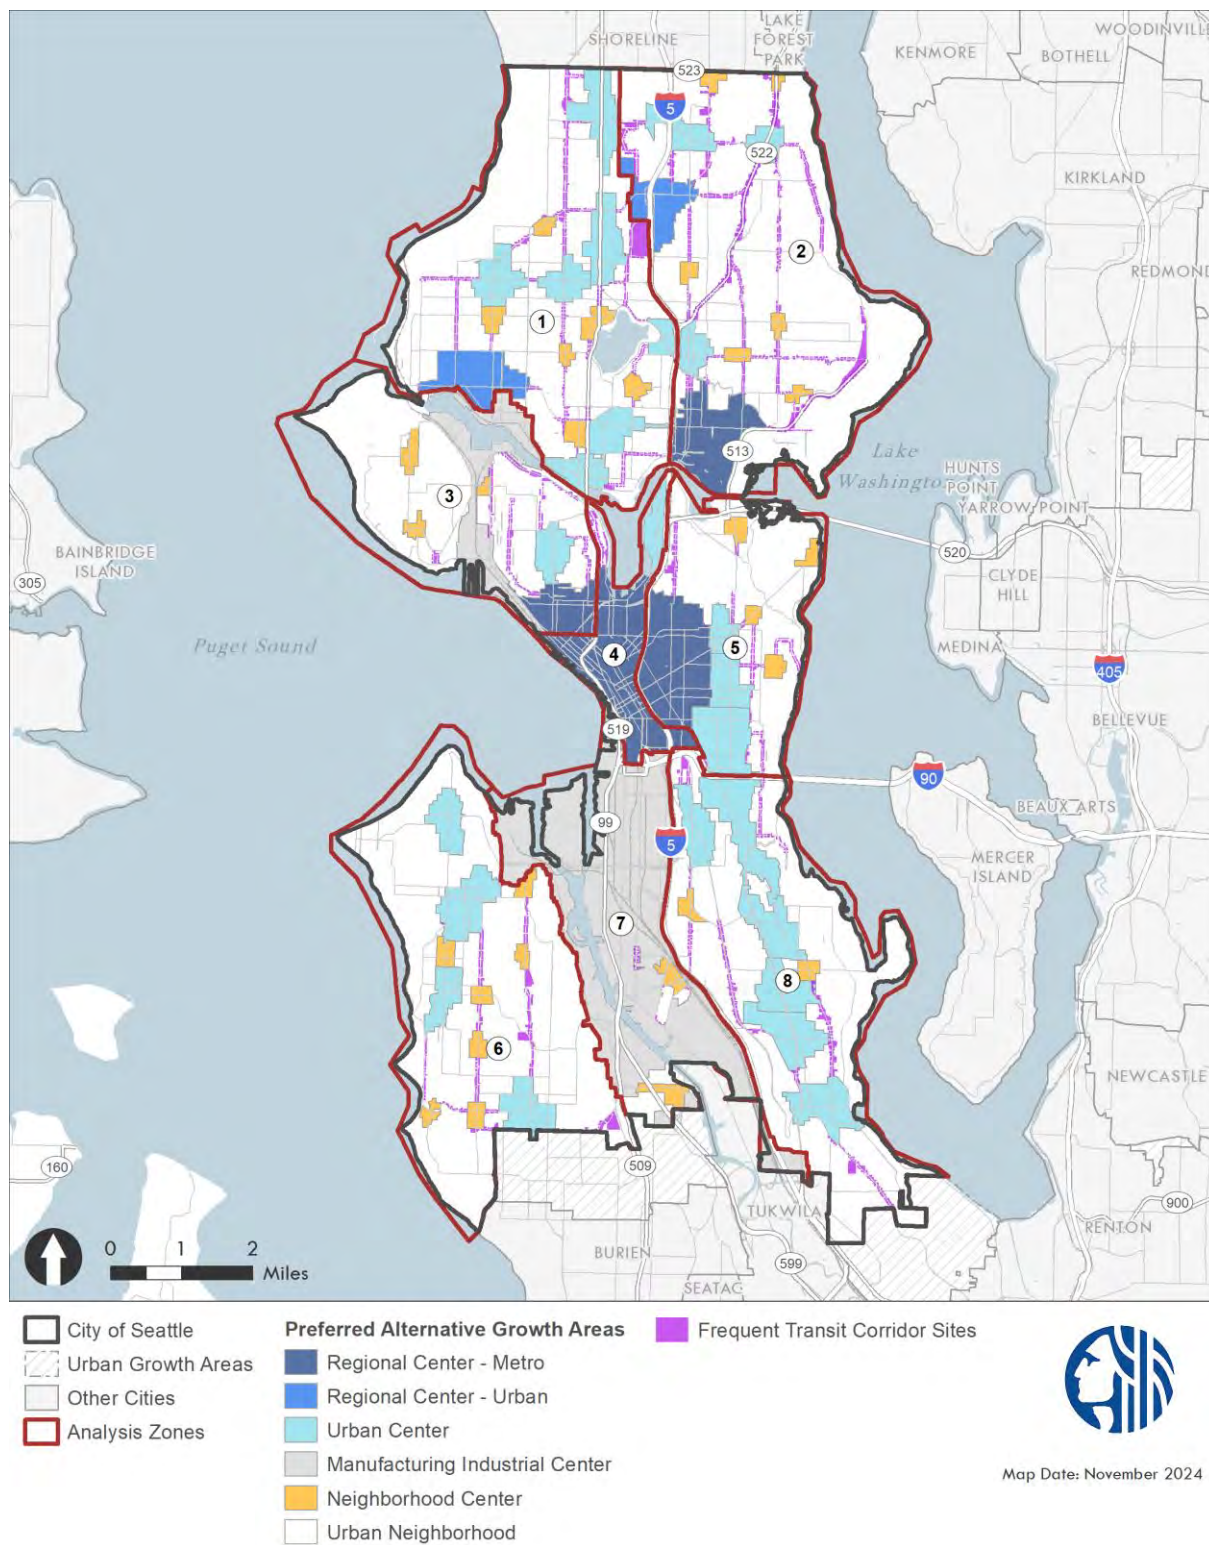 SHORELINE
LAKE
FOREST
PARK
KENMORE
BOTHELL
WOODINVILLE
523
5
522
KIRKLAND
2
REDMOND
1
513
Lake
Washington
HUNTS
POINT
YARROW POINT
3
520
BAINBRIDGE
ISLAND
305
CLYDE
HILL
Puget Sound
4
5
MEDINA
405
519
BELLEVUE
90
BEAUX ARTS
99
5
MERCER
ISLAND
7
8
6
NEWCASTLE
160
509
TUKWILA
900
RENTON
BURIEN
599
SEATAC
0 1 2
Miles
City of Seattle
Urban Growth Areas
Other Cities
Analysis Zones
Preferred Alternative Growth Areas
Regional Center - Metro
Regional Center - Urban
Urban Center
Manufacturing Industrial Center
Neighborhood Center
Urban Neighborhood
Frequent Transit Corridor Sites
Map Date: November 2024